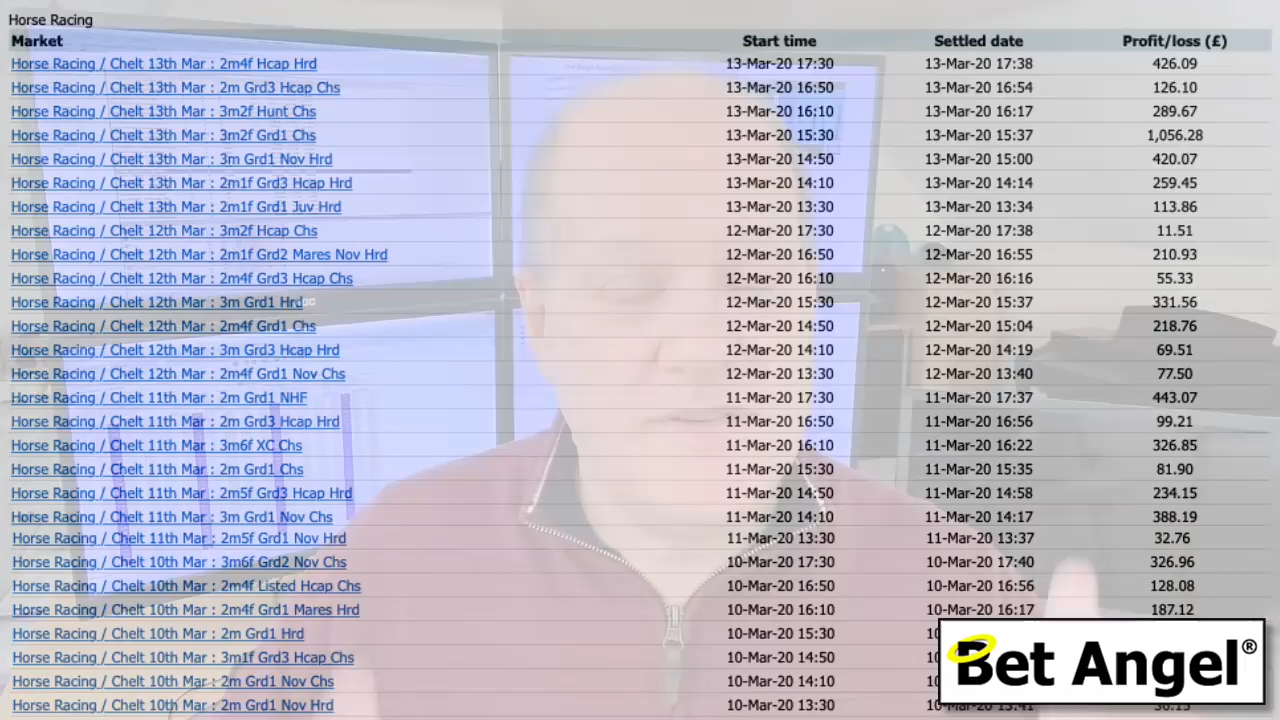 Horse Racing
Market Start time Settled date Profit/loss (£)
Horse Racing / Chelt 13th Mar : 2m4f Hcap Hrd 13-Mar-20 17:30 13-Mar-20 17:38 426.09
Horse Racing / Chelt 13th Mar : 2m Grd3 Hcap Chs 13-Mar-20 16:50 13-Mar-20 16:54 126.10
Horse Racing / Chelt 13th Mar : 3m2f Hunt Chs 13-Mar-20 16:10 13-Mar-20 16:17 289.67
Horse Racing / Chelt 13th Mar : 3m2f Grd1 Chs 13-Mar-20 15:30 13-Mar-20 15:37 1,056.28
Horse Racing / Chelt 13th Mar : 3m Grd1 Nov Hrd 13-Mar-20 14:50 13-Mar-20 15:00 420.07
Horse Racing / Chelt 13th Mar : 2m1f Grd3 Hcap Hrd 13-Mar-20 14:10 13-Mar-20 14:14 259.45
Horse Racing / Chelt 13th Mar : 2m1f Grd1 Juv Hrd 13-Mar-20 13:30 13-Mar-20 13:34 113.86
Horse Racing / Chelt 12th Mar : 3m2f Hcap Chs 12-Mar-20 17:30 12-Mar-20 17:38 11.51
Horse Racing / Chelt 12th Mar : 2m1f Grd2 Mares Nov Hrd 12-Mar-20 16:50 12-Mar-20 16:55 210.93
Horse Racing / Chelt 12th Mar : 2m4f Grd3 Hcap Chs 12-Mar-20 16:10 12-Mar-20 16:16 55.33
Horse Racing / Chelt 12th Mar : 3m Grd1 Hrd 12-Mar-20 15:30 12-Mar-20 15:37 331.56
Horse Racing / Chelt 12th Mar : 2m4f Grd1 Chs 12-Mar-20 14:50 12-Mar-20 15:04 218.76
Horse Racing / Chelt 12th Mar : 3m Grd3 Hcap Hrd 12-Mar-20 14:10 12-Mar-20 14:19 69.51
Horse Racing / Chelt 12th Mar : 2m4f Grd1 Nov Chs 12-Mar-20 13:30 12-Mar-20 13:40 77.50
Horse Racing / Chelt 11th Mar : 2m Grd1 NHF 11-Mar-20 17:30 11-Mar-20 17:37 443.07
Horse Racing / Chelt 11th Mar : 2m Grd3 Hcap Hrd 11-Mar-20 16:50 11-Mar-20 16:56 99.21
Horse Racing / Chelt 11th Mar : 3m6f XC Chs 11-Mar-20 16:10 11-Mar-20 16:22 326.85
Horse Racing / Chelt 11th Mar : 2m Grd1 Chs 11-Mar-20 15:30 11-Mar-20 15:35 81.90
Horse Racing / Chelt 11th Mar : 2m5f Grd3 Hcap Hrd 11-Mar-20 14:50 11-Mar-20 14:58 234.15
Horse Racing / Chelt 11th Mar : 3m Grd1 Nov Chs 11-Mar-20 14:10 11-Mar-20 14:17 388.19
Horse Racing / Chelt 11th Mar : 2m5f Grd1 Nov Hrd 11-Mar-20 13:30 11-Mar-20 13:37 32.76
Horse Racing / Chelt 10th Mar : 3m6f Grd2 Nov Chs 10-Mar-20 17:30 10-Mar-20 17:40 326.96
Horse Racing / Chelt 10th Mar : 2m4f Listed Hcap Chs 10-Mar-20 16:50 10-Mar-20 16:56 128.08
Horse Racing / Chelt 10th Mar : 2m4f Grd1 Mares Hrd 10-Mar-20 16:10 10-Mar-20 16:17 187.12
Horse Racing / Chelt 10th Mar : 2m Grd1 Hrd 10-Mar-20 15:30
Horse Racing / Chelt 10th Mar : 3m1f Grd3 Hcap Chs 10-Mar-20 14:50
Horse Racing / Chelt 10th Mar : 2m Grd1 Nov Chs 10-Mar-20 14:10
Horse Racing / Chelt 10th Mar : 2m Grd1 Nov Hrd 10-Mar-20 13:30
Bet Angel®